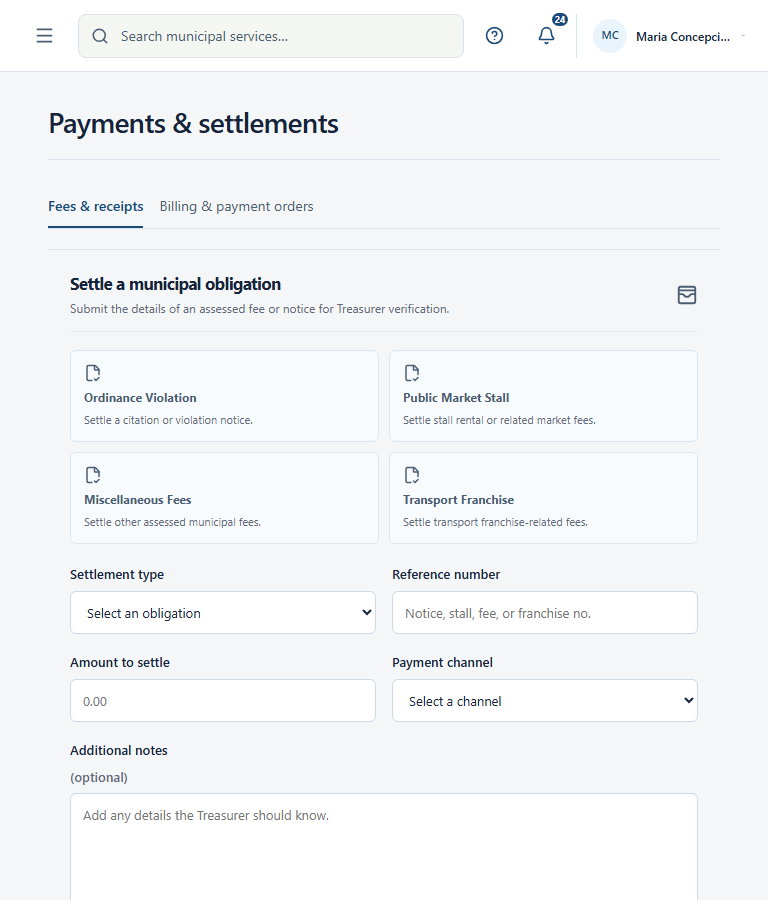 Search municipal services...
24
MC
Maria Concepci...
Payments & settlements
Fees & receipts
Billing & payment orders
Settle a municipal obligation
Submit the details of an assessed fee or notice for Treasurer verification.
Ordinance Violation
Settle a citation or violation notice.
Public Market Stall
Settle stall rental or related market fees.
Miscellaneous Fees
Settle other assessed municipal fees.
Transport Franchise
Settle transport franchise-related fees.
Settlement type
Select an obligation
Reference number
Notice, stall, fee, or franchise no.
Amount to settle
0.00
Payment channel
Select a channel
Additional notes
(optional)
Add any details the Treasurer should know.